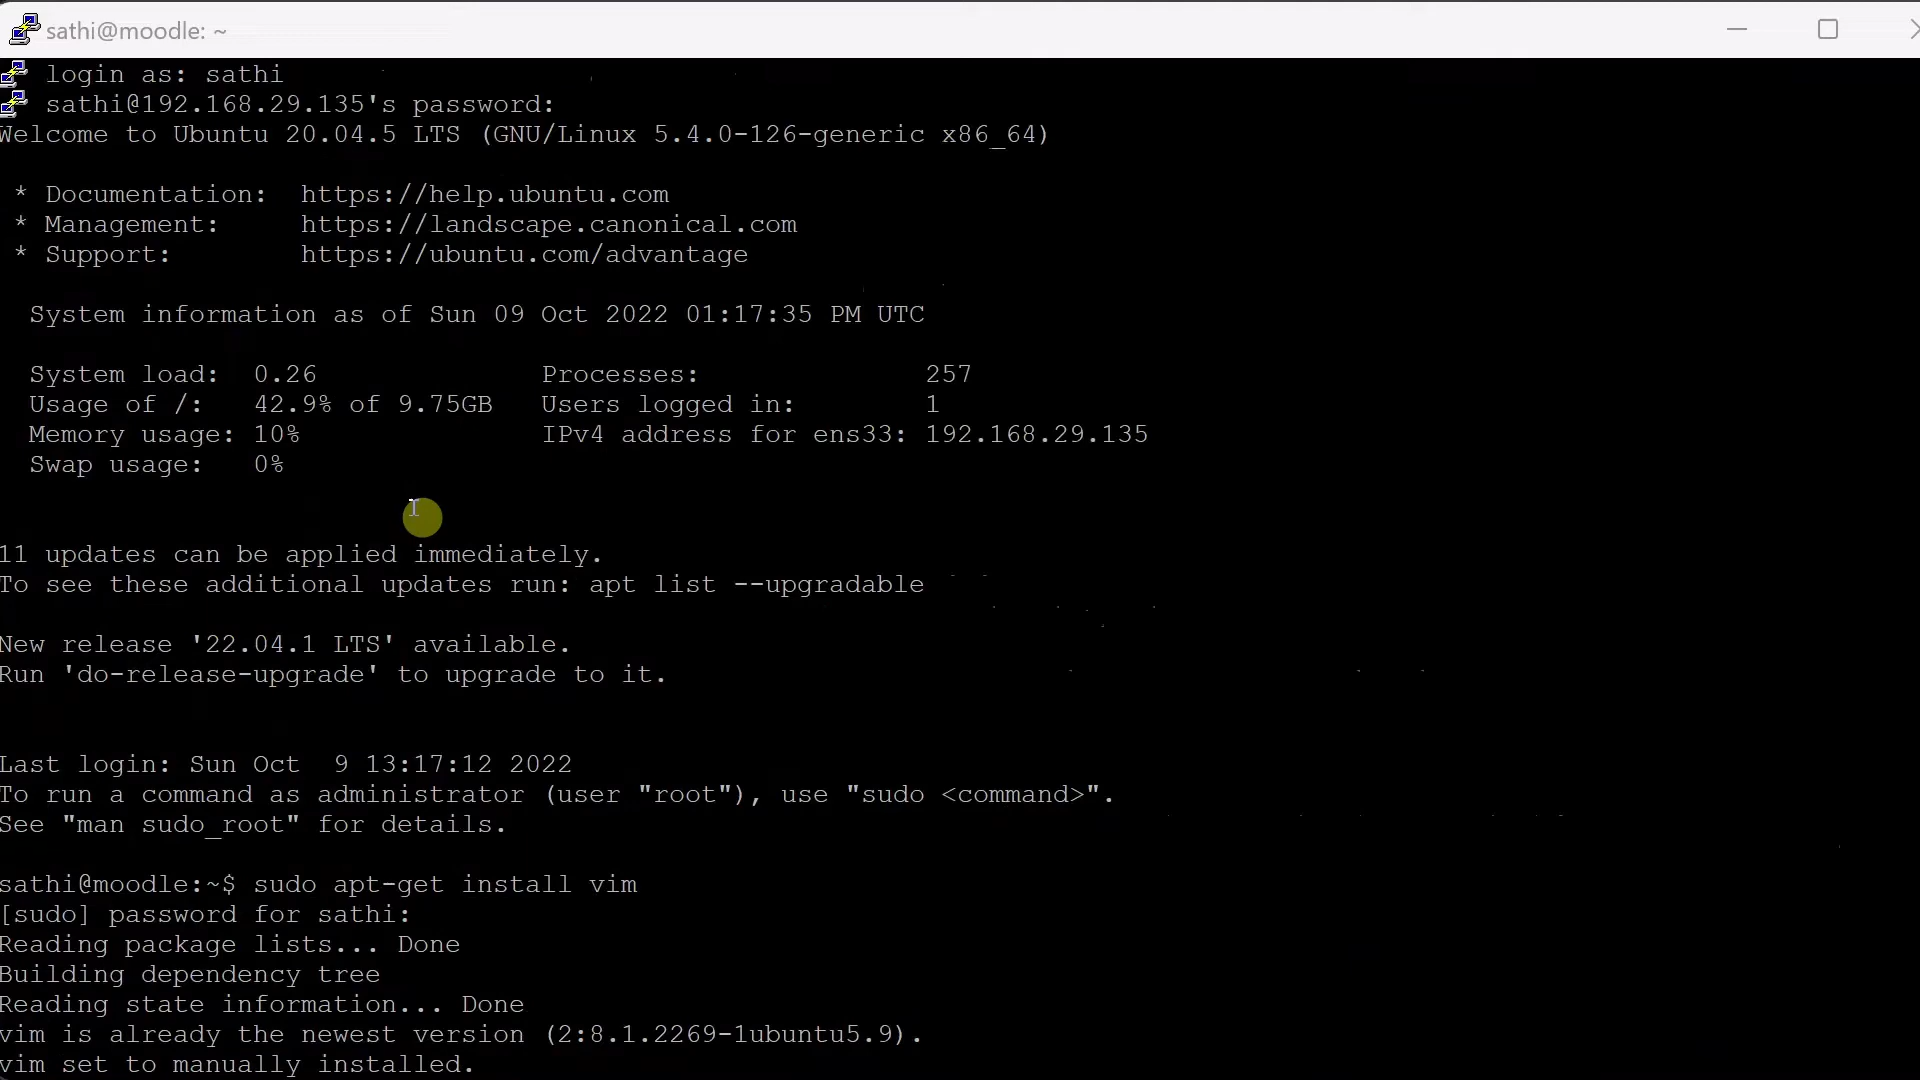 sathi@moodle: ~
login as: sathi
sathi@192.168.29.135's password:
Welcome to Ubuntu 20.04.5 LTS (GNU/Linux 5.4.0-126-generic x86_64)
* Documentation:  https://help.ubuntu.com
* Management:     https://landscape.canonical.com
* Support:        https://ubuntu.com/advantage
System information as of Sun 09 Oct 2022 01:17:35 PM UTC
System load:  0.26              Processes:              257
Usage of /:   42.9% of 9.75GB   Users logged in:        1
Memory usage: 10%               IPv4 address for ens33: 192.168.29.135
Swap usage:   0%
11 updates can be applied immediately.
To see these additional updates run: apt list --upgradable
New release '22.04.1 LTS' available.
Run 'do-release-upgrade' to upgrade to it.
Last login: Sun Oct  9 13:17:12 2022
To run a command as administrator (user "root"), use "sudo <command>".
See "man sudo_root" for details.
sathi@moodle:~$ sudo apt-get install vim
[sudo] password for sathi:
Reading package lists... Done
Building dependency tree
Reading state information... Done
vim is already the newest version (2:8.1.2269-1ubuntu5.9).
vim set to manually installed.